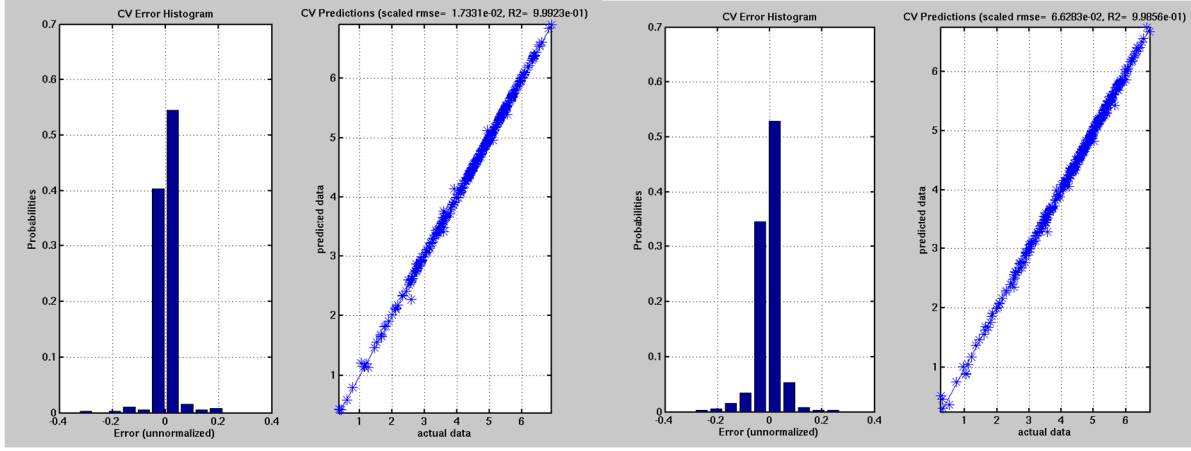 CV Error Histogram
0.7
0.6
0.5
0.4
0.3
0.2
0.1
0
Probabilities
-0.4 -0.2 0 0.2 0.4
Error (unnormalized)
CV Predictions (scaled rmse= 1.7331e-02, R2= 9.9923e-01)
6
5
4
3
2
1
predicted data
1 2 3 4 5 6
actual data
CV Error Histogram
0.7
0.6
0.5
0.4
0.3
0.2
0.1
0
Probabilities
-0.4 -0.2 0 0.2 0.4
Error (unnormalized)
CV Predictions (scaled rmse= 6.6283e-02, R2= 9.9856e-01)
6
5
4
3
2
1
predicted data
1 2 3 4 5 6
actual data